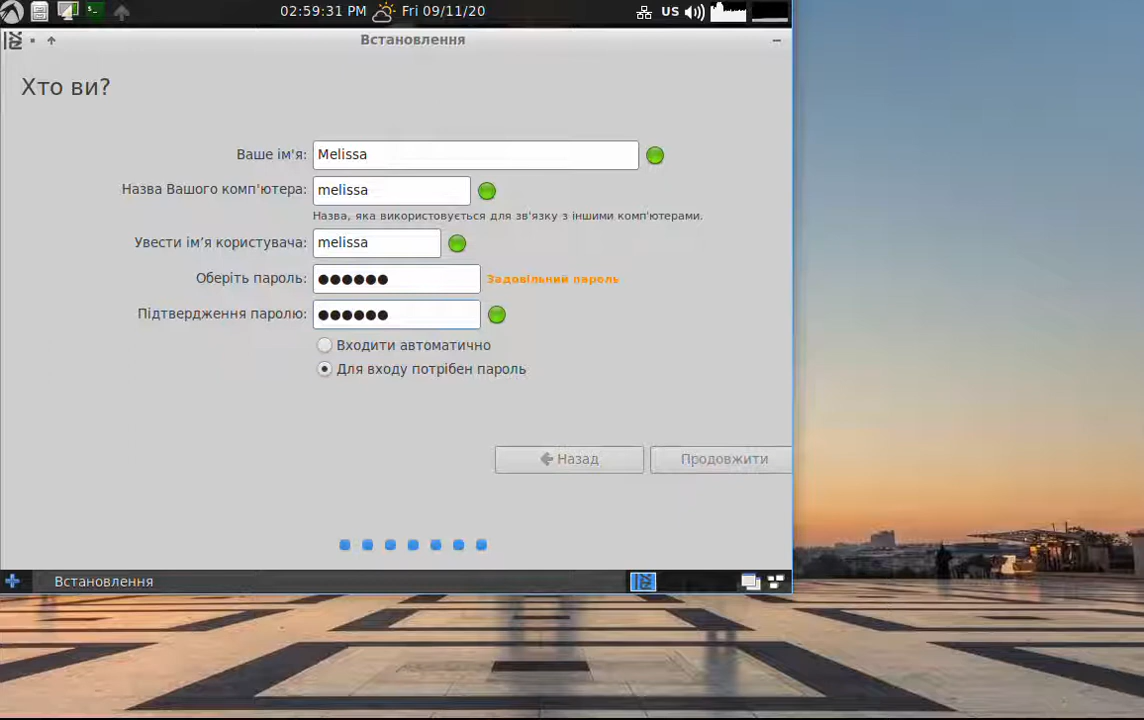 02:59:31 PM Fri 09/11/20 US
Встановлення
Хто ви?
Ваше ім'я: Melissa
Назва Вашого комп'ютера: melissa
Назва, яка використовується для зв'язку з іншими комп'ютерами.
Увести ім’я користувача: melissa
Оберіть пароль: ●●●●●● Задовільний пароль
Підтвердження паролю: ●●●●●●
Входити автоматично
Для входу потрібен пароль
Назад Продовжити
Встановлення